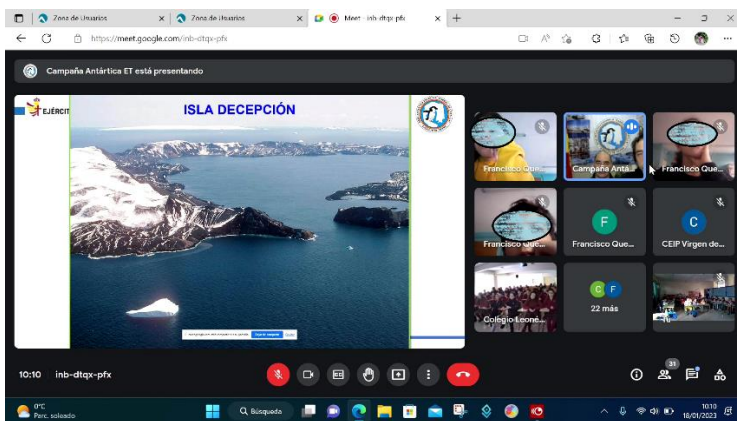 Zona de Usuarios
Zona de Usuarios
Meet - inb-dtqx-pfx
https://meet.google.com/inb-dtqx-pfx
Campaña Antártica ET está presentando
EJÉRCIT
ISLA DECEPCIÓN
Francisco Que...
Campaña Antá...
Francisco Que...
Francisco Que...
F
Francisco Que...
C
CEIP Virgen de...
Colegio Leone...
C F
22 más
10:10 inb-dtqx-pfx
31
0°C
Parc. soleado
Búsqueda
10:10
18/01/2023